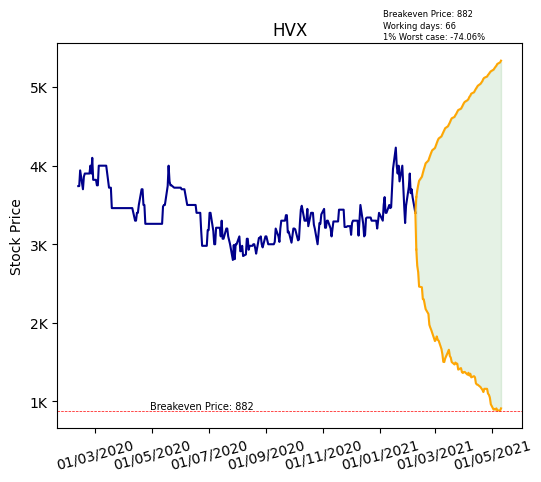 Breakeven Price: 882
Working days: 66
1% Worst case: -74.06%
HVX
Stock Price
5K
4K
3K
2K
1K
Breakeven Price: 882
01/03/2020
01/05/2020
01/07/2020
01/09/2020
01/11/2020
01/01/2021
01/03/2021
01/05/2021